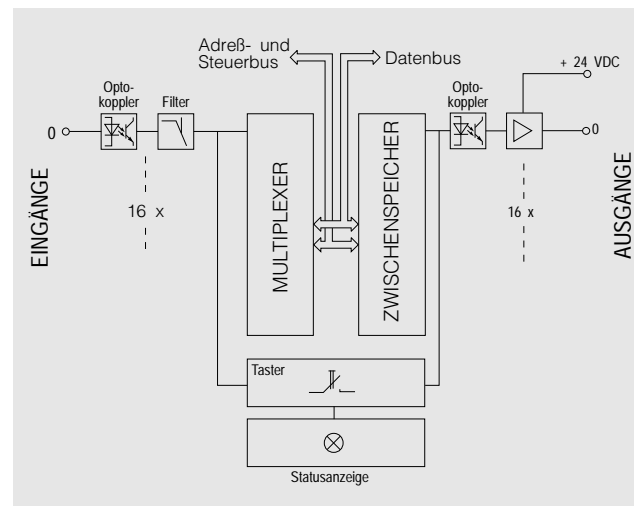 Adreß- und
Steuerbus
Datenbus
+ 24 VDC
Opto-
koppler
Filter
Opto-
koppler
0
0
EINGÄNGE
16 x
MULTIPLEXER
ZWISCHENSPEICHER
16 x
AUSGÄNGE
Taster
Statusanzeige